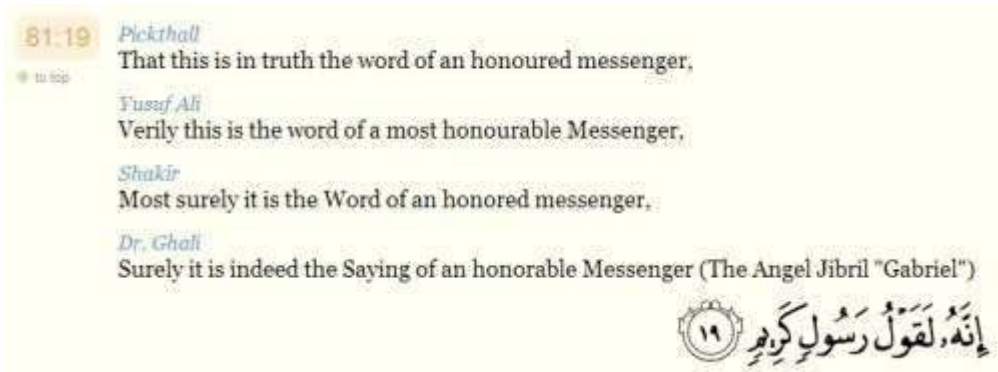 81:19
to top
Pickthall
That this is in truth the word of an honoured messenger,
Yusuf Ali
Verily this is the word of a most honourable Messenger,
Shakir
Most surely it is the Word of an honored messenger,
Dr. Ghali
Surely it is indeed the Saying of an honorable Messenger (The Angel Jibril "Gabriel")
إِنَّهُۥ لَقَوْلُ رَسُولٍ كَرِيمٍ ١٩